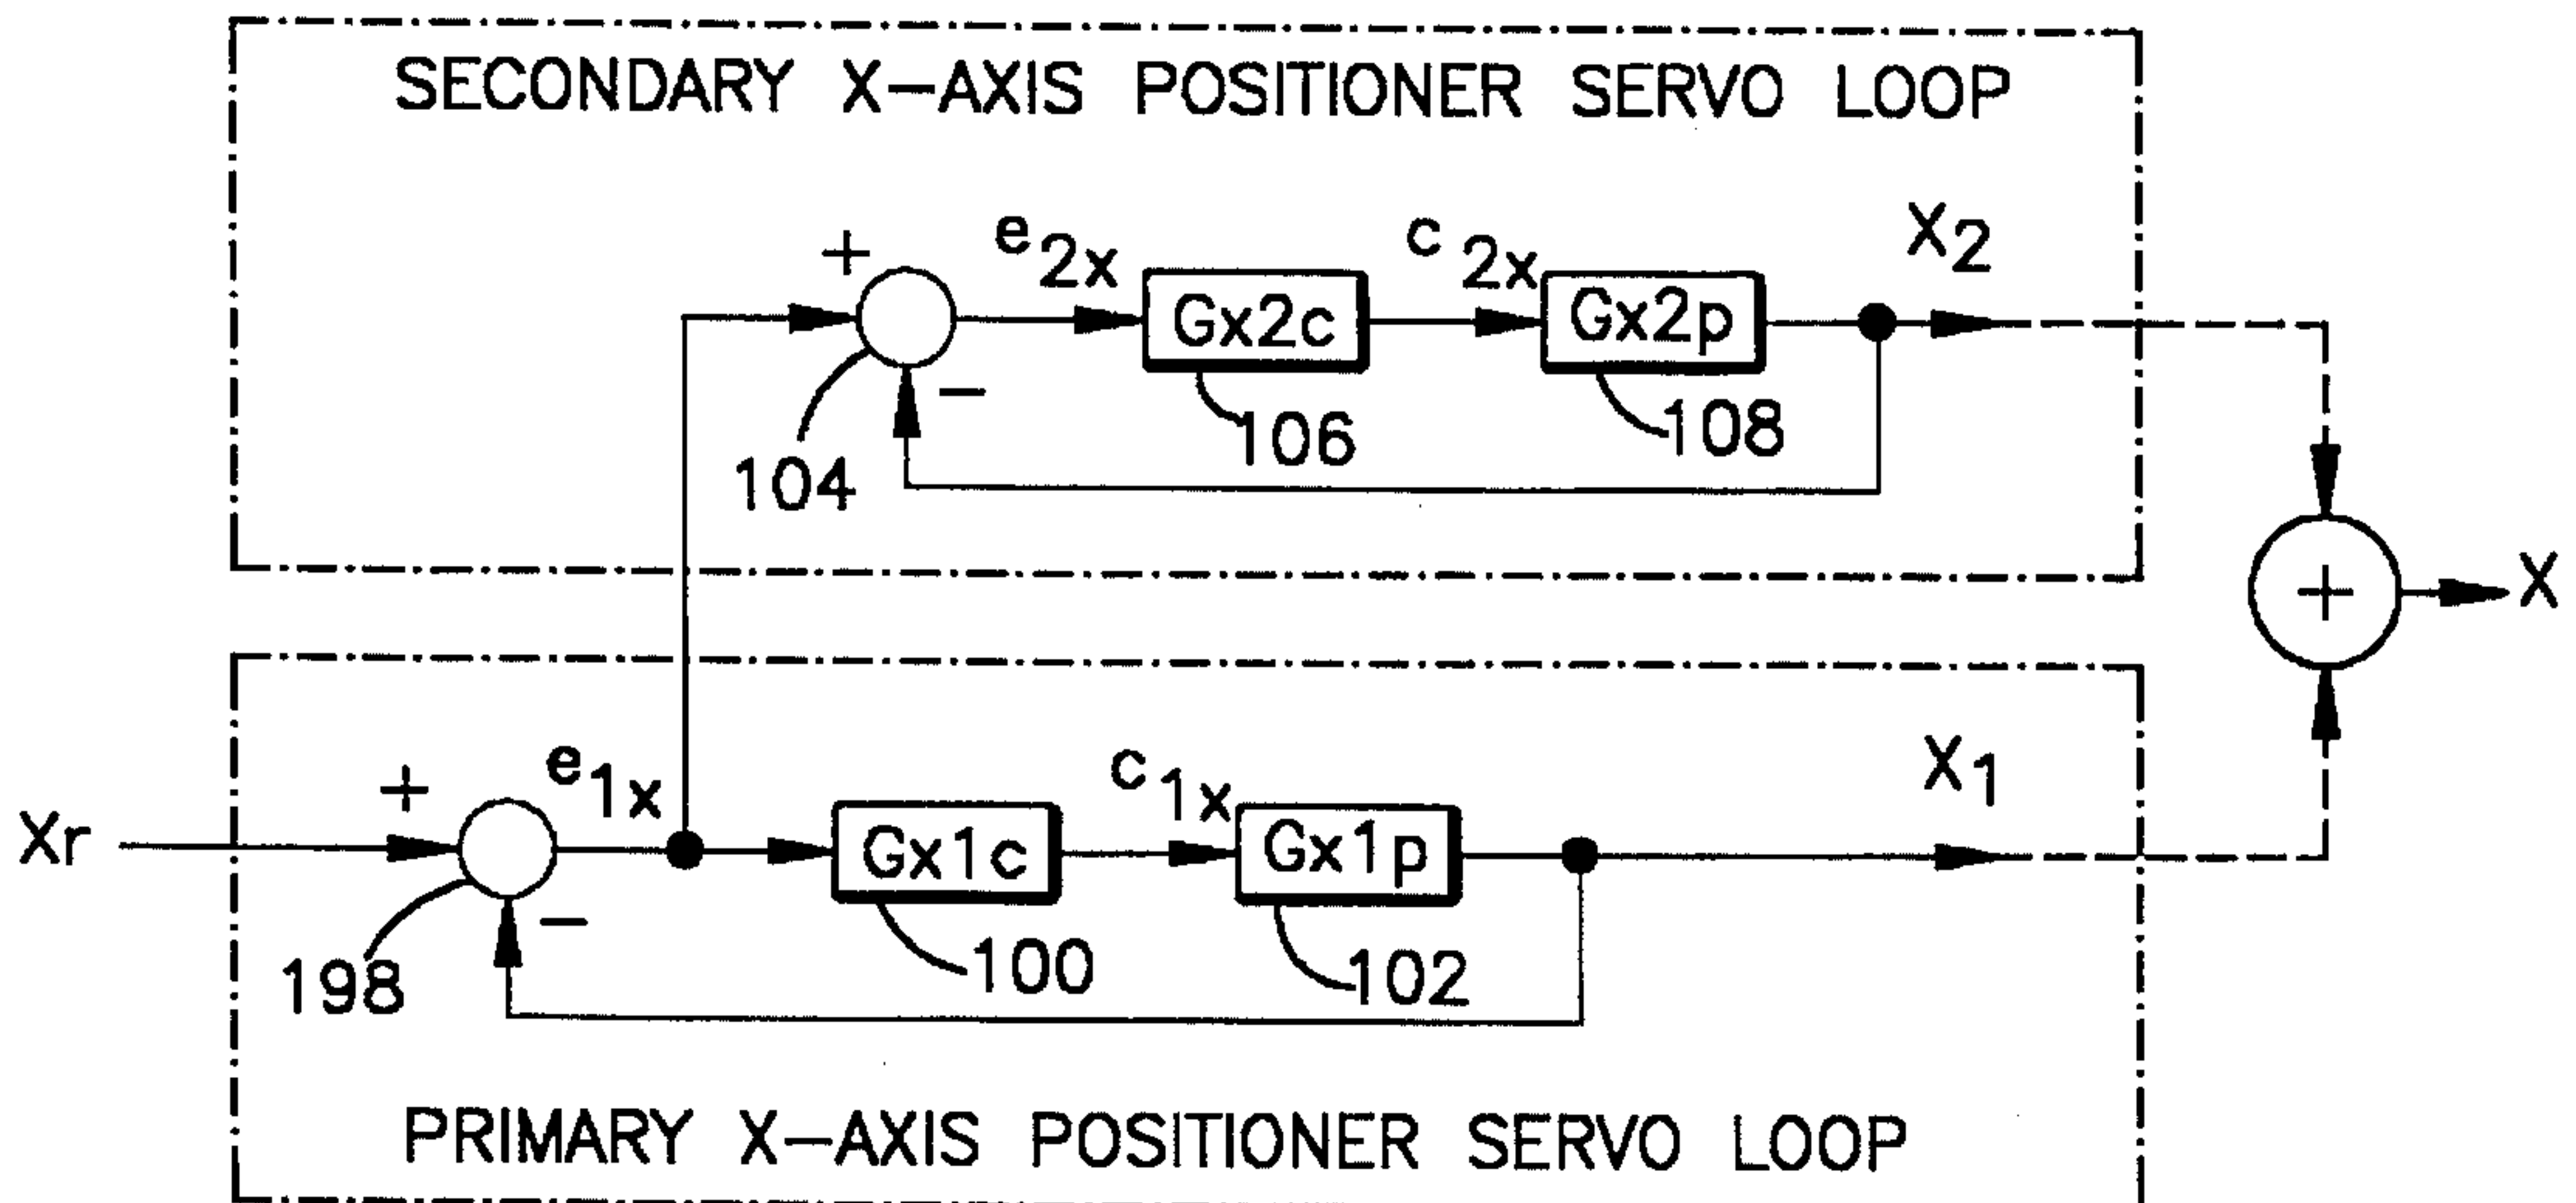 SECONDARY X-AXIS POSITIONER SERVO LOOP
+ e2x c2x X2
Gx2c Gx2p
-
104 106 108
+ X
+ e1x c1x X1
Xr Gx1c Gx1p
-
198 100 102
PRIMARY X-AXIS POSITIONER SERVO LOOP